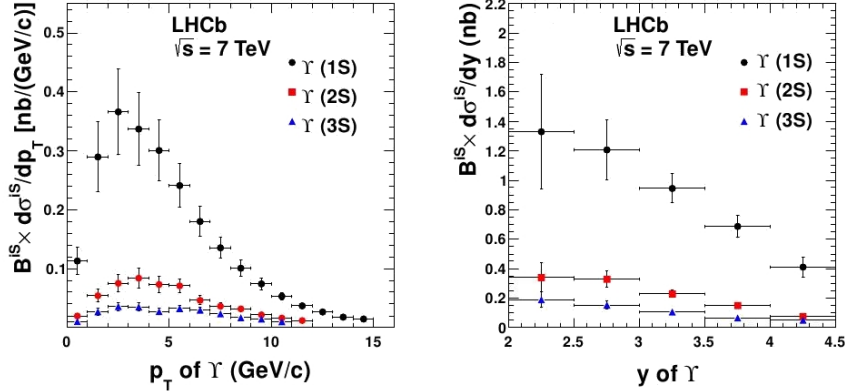 LHCb
√s = 7 TeV
ϒ (1S)
ϒ (2S)
ϒ (3S)
B^iS × dσ^iS/dp_T [nb/(GeV/c)]
0.5
0.4
0.3
0.2
0.1
0 5 10 15
p_T of ϒ (GeV/c)
LHCb
√s = 7 TeV
ϒ (1S)
ϒ (2S)
ϒ (3S)
B^iS × dσ^iS/dy (nb)
2.2
2
1.8
1.6
1.4
1.2
1
0.8
0.6
0.4
0.2
0
2 2.5 3 3.5 4 4.5
y of ϒ